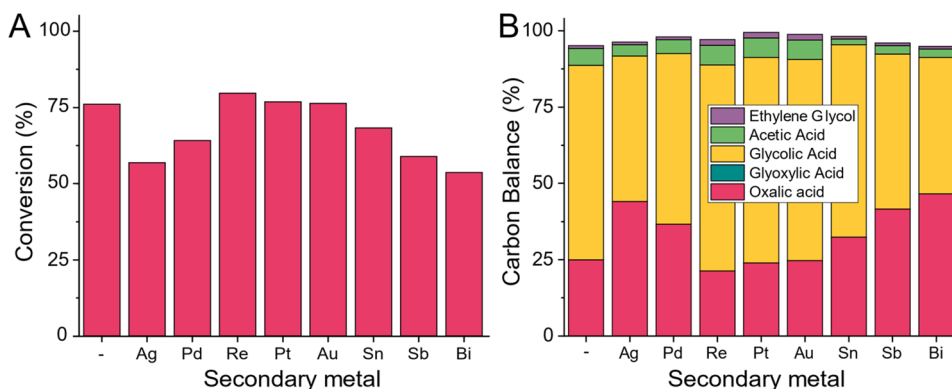 A
100
75
50
25
0
Conversion (%)
- Ag Pd Re Pt Au Sn Sb Bi
Secondary metal
B
100
75
50
25
0
Carbon Balance (%)
Ethylene Glycol
Acetic Acid
Glycolic Acid
Glyoxylic Acid
Oxalic acid
- Ag Pd Re Pt Au Sn Sb Bi
Secondary metal